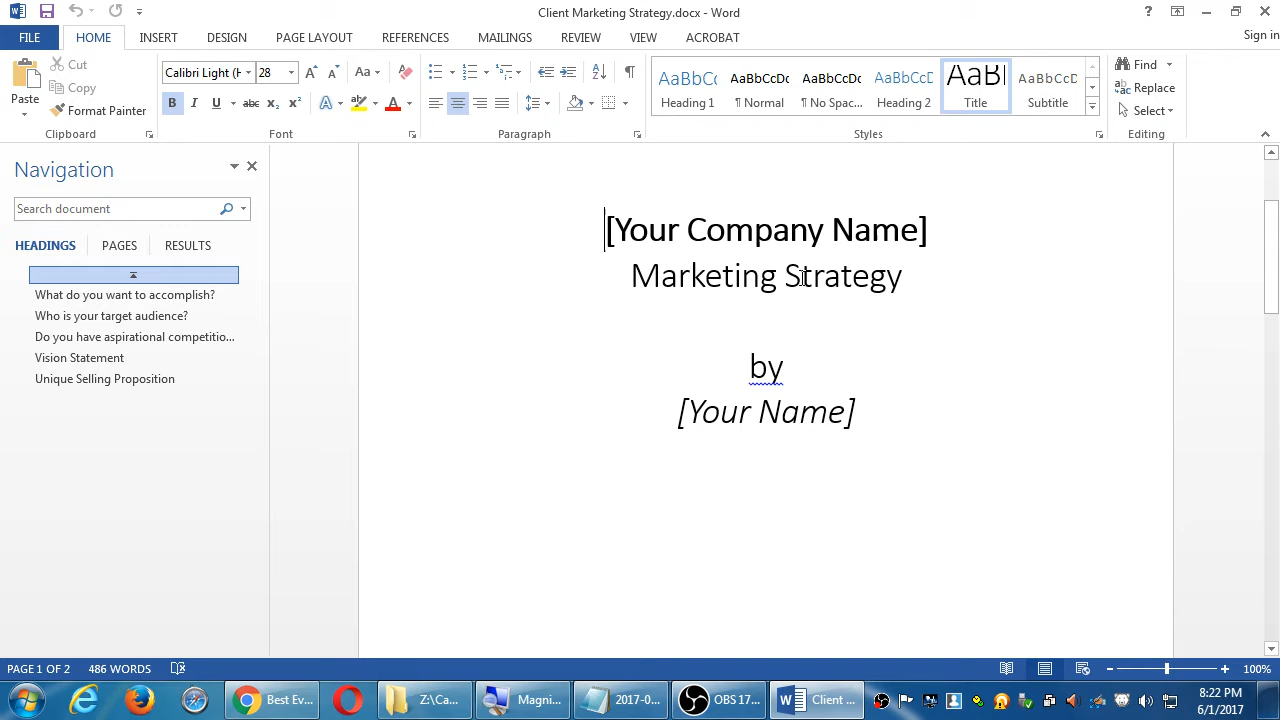 Client Marketing Strategy.docx - Word
Sign in
FILE HOME INSERT DESIGN PAGE LAYOUT REFERENCES MAILINGS REVIEW VIEW ACROBAT
Paste
Cut
Copy
Format Painter
Clipboard
Calibri Light (H 28
Font
Paragraph
AaBbCc AaBbCcDc AaBbCcDc AaBbCcD AaB AaBbCcD
Heading 1 ¶ Normal ¶ No Spac... Heading 2 Title Subtitle
Styles
Find
Replace
Select
Editing
Navigation
Search document
HEADINGS PAGES RESULTS
What do you want to accomplish?
Who is your target audience?
Do you have aspirational competitio...
Vision Statement
Unique Selling Proposition
[Your Company Name]
Marketing Strategy
by
[Your Name]
PAGE 1 OF 2 486 WORDS
100%
Best Ev... Z:\Ca... Magni... 2017-0... OBS 17... Client ...
8:22 PM
6/1/2017